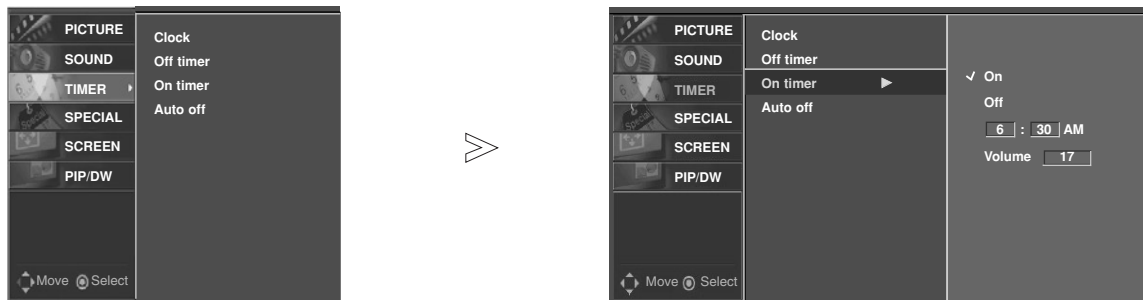 PICTURE
SOUND
TIMER
SPECIAL
SCREEN
PIP/DW
Move Select
Clock
Off timer
On timer
Auto off
PICTURE
SOUND
TIMER
SPECIAL
SCREEN
PIP/DW
Move Select
Clock
Off timer
On timer
Auto off
On
Off
6 : 30 AM
Volume 17